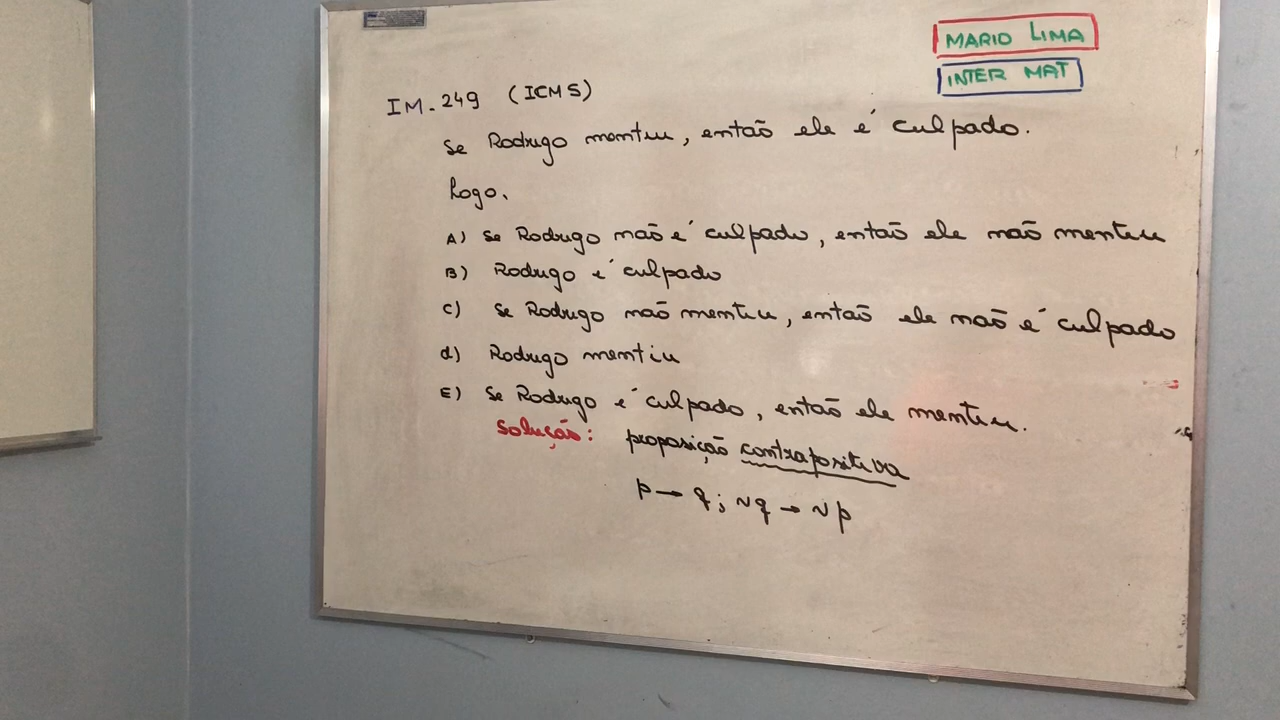 MARIO LIMA
INTER MAT
IM-249 (ICMS)
Se Rodrigo mentiu, então ele é culpado.
Logo,
A) Se Rodrigo não é culpado, então ele não mentiu
B) Rodrigo é culpado
C) Se Rodrigo não mentiu, então ele não é culpado
d) Rodrigo mentiu
E) Se Rodrigo é culpado, então ele mentiu.
Solução: proposição contrapositiva
p → q; ~q → ~p